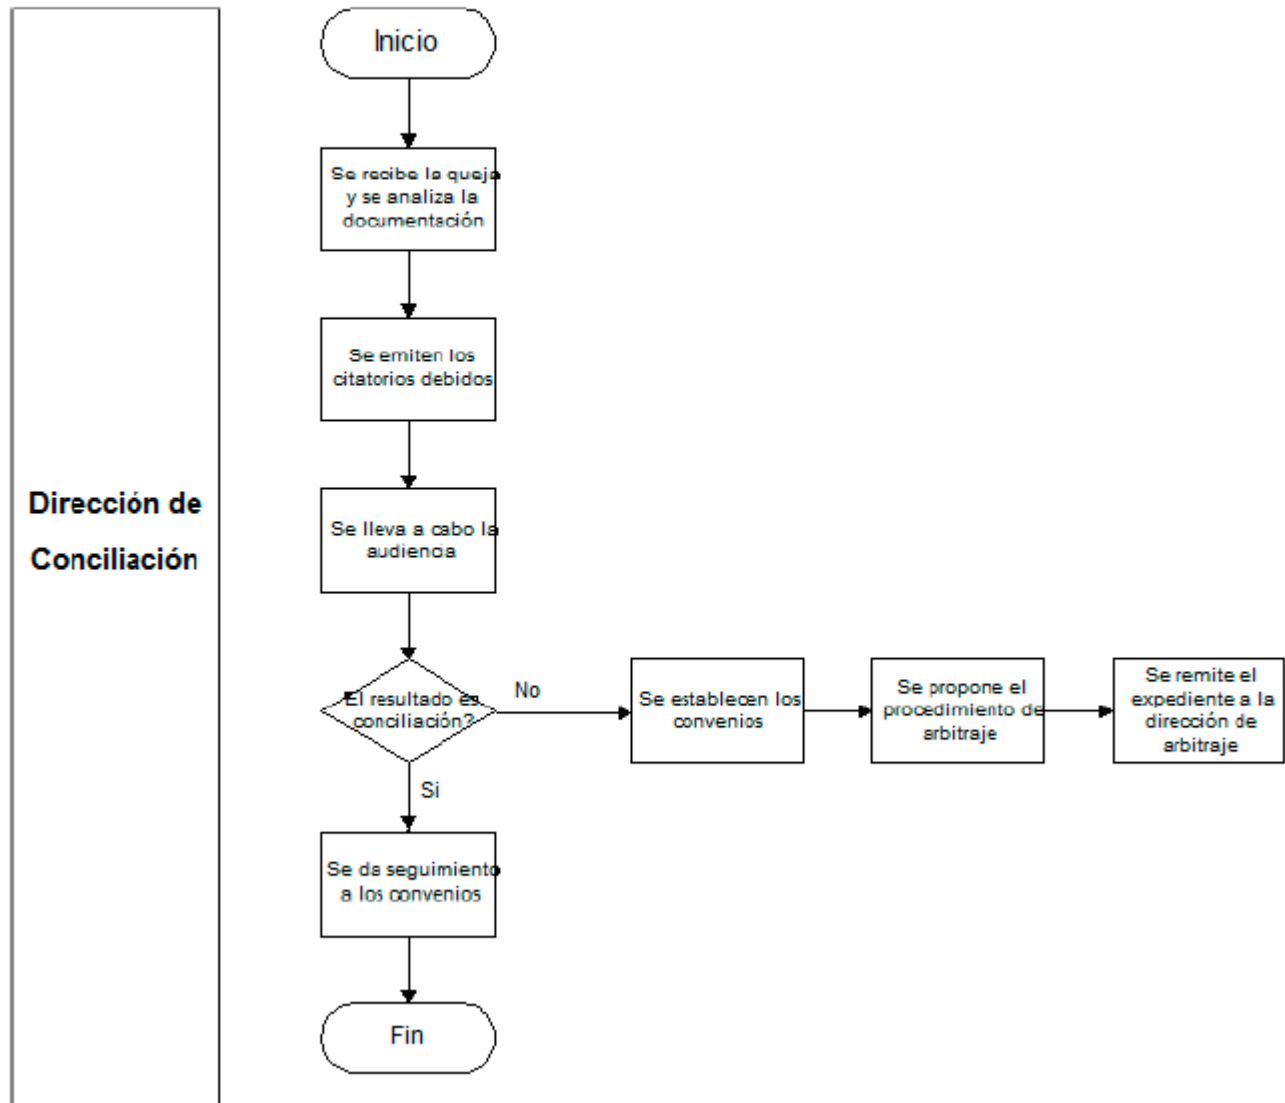 Dirección de
Conciliación
Inicio
Se recibe la queja
y se analiza la
documentación
Se emiten los
citatorios debidos
Se lleva a cabo la
audiencia
El resultado es
conciliación?
No
Se establecen los
convenios
Se propone el
procedimiento de
arbitraje
Se remite el
expediente a la
dirección de
arbitraje
Si
Se da seguimiento
a los convenios
Fin